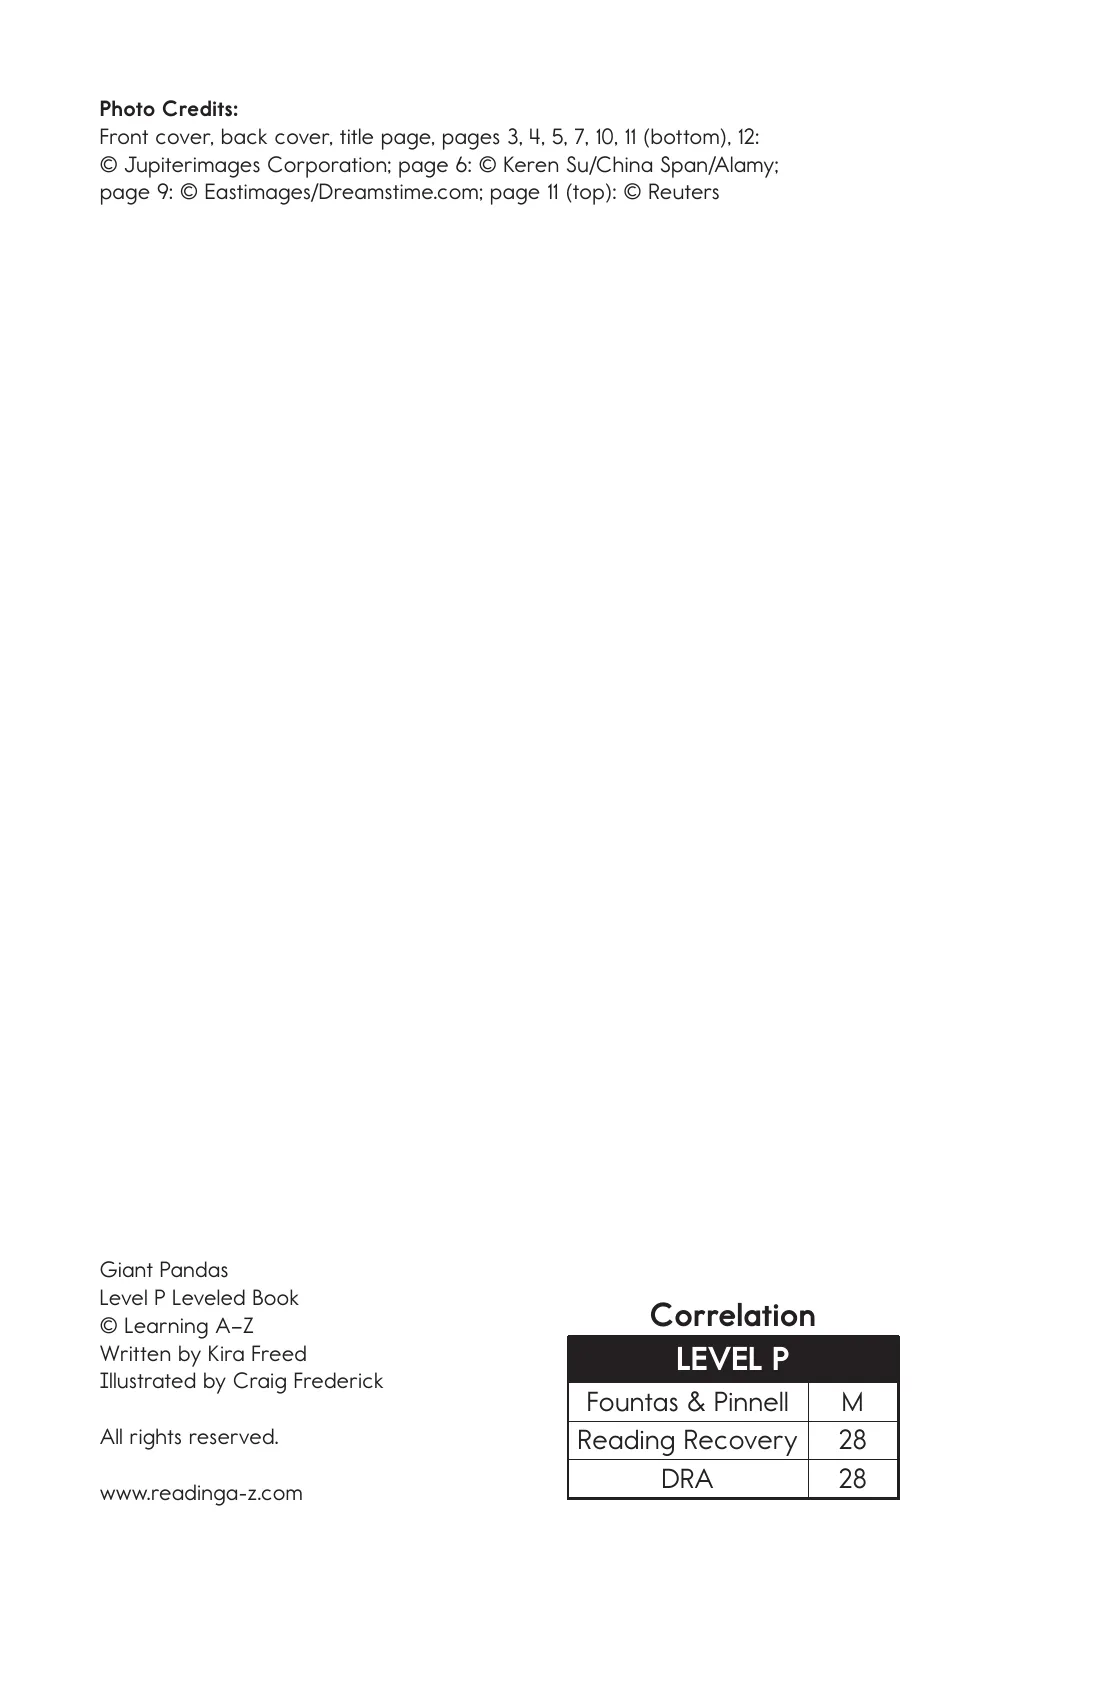 Photo Credits:
Front cover, back cover, title page, pages 3, 4, 5, 7, 10, 11 (bottom), 12:
© Jupiterimages Corporation; page 6: © Keren Su/China Span/Alamy;
page 9: © Eastimages/Dreamstime.com; page 11 (top): © Reuters
Giant Pandas
Level P Leveled Book
© Learning A–Z
Written by Kira Freed
Illustrated by Craig Frederick
All rights reserved.
www.readinga-z.com
Correlation
LEVEL P
Fountas & Pinnell M
Reading Recovery 28
DRA 28